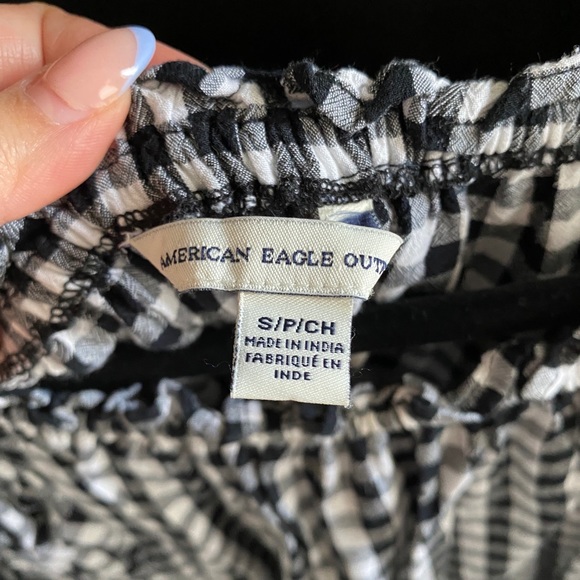 AMERICAN EAGLE OUT
S/P/CH
MADE IN INDIA
FABRIQUÉ EN
INDE